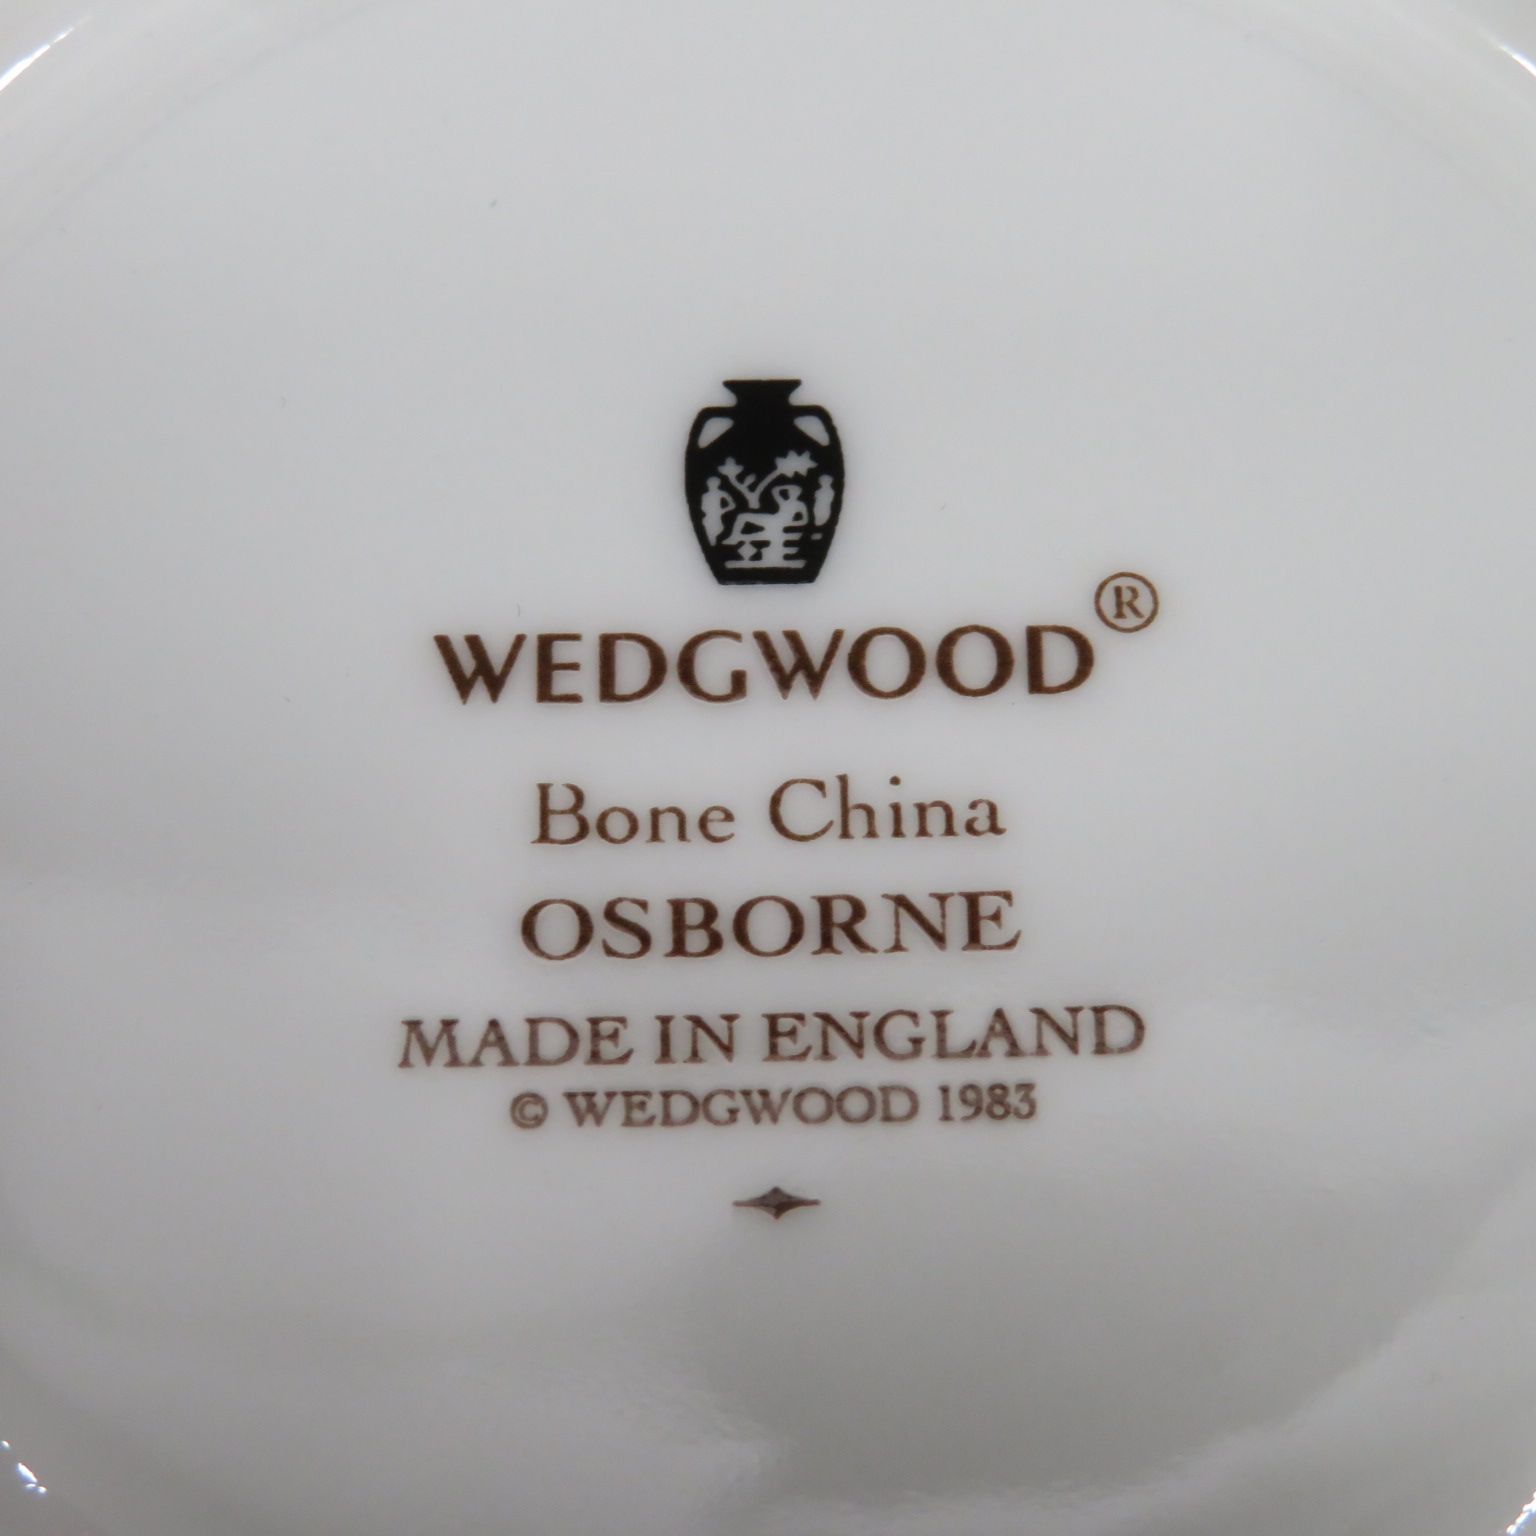 WEDGWOOD®
Bone China
OSBORNE
MADE IN ENGLAND
© WEDGWOOD 1983